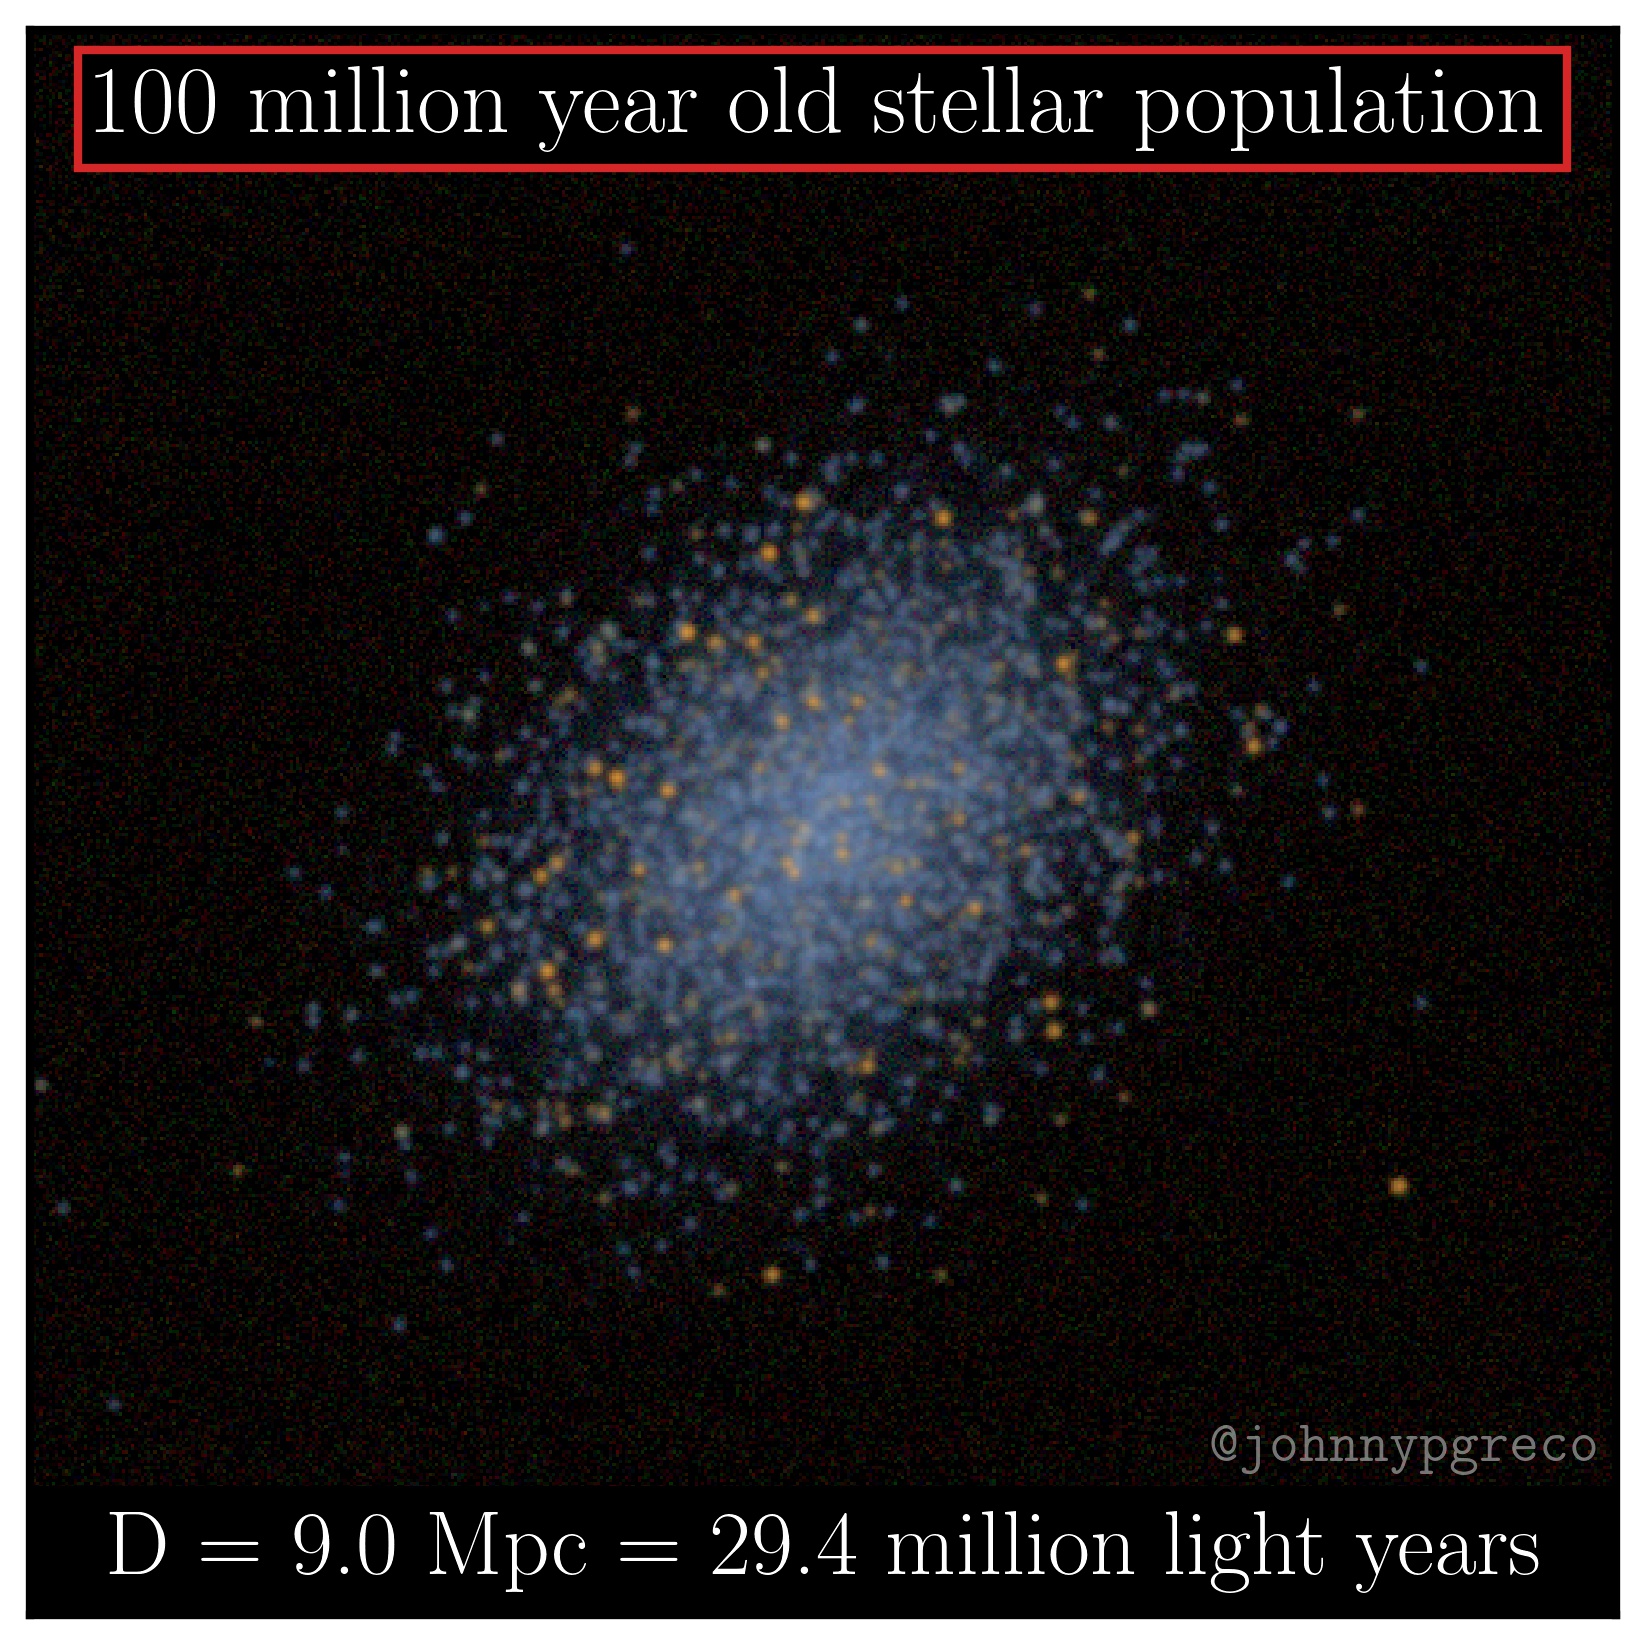 100 million year old stellar population
@johnnypgreco
D = 9.0 Mpc = 29.4 million light years